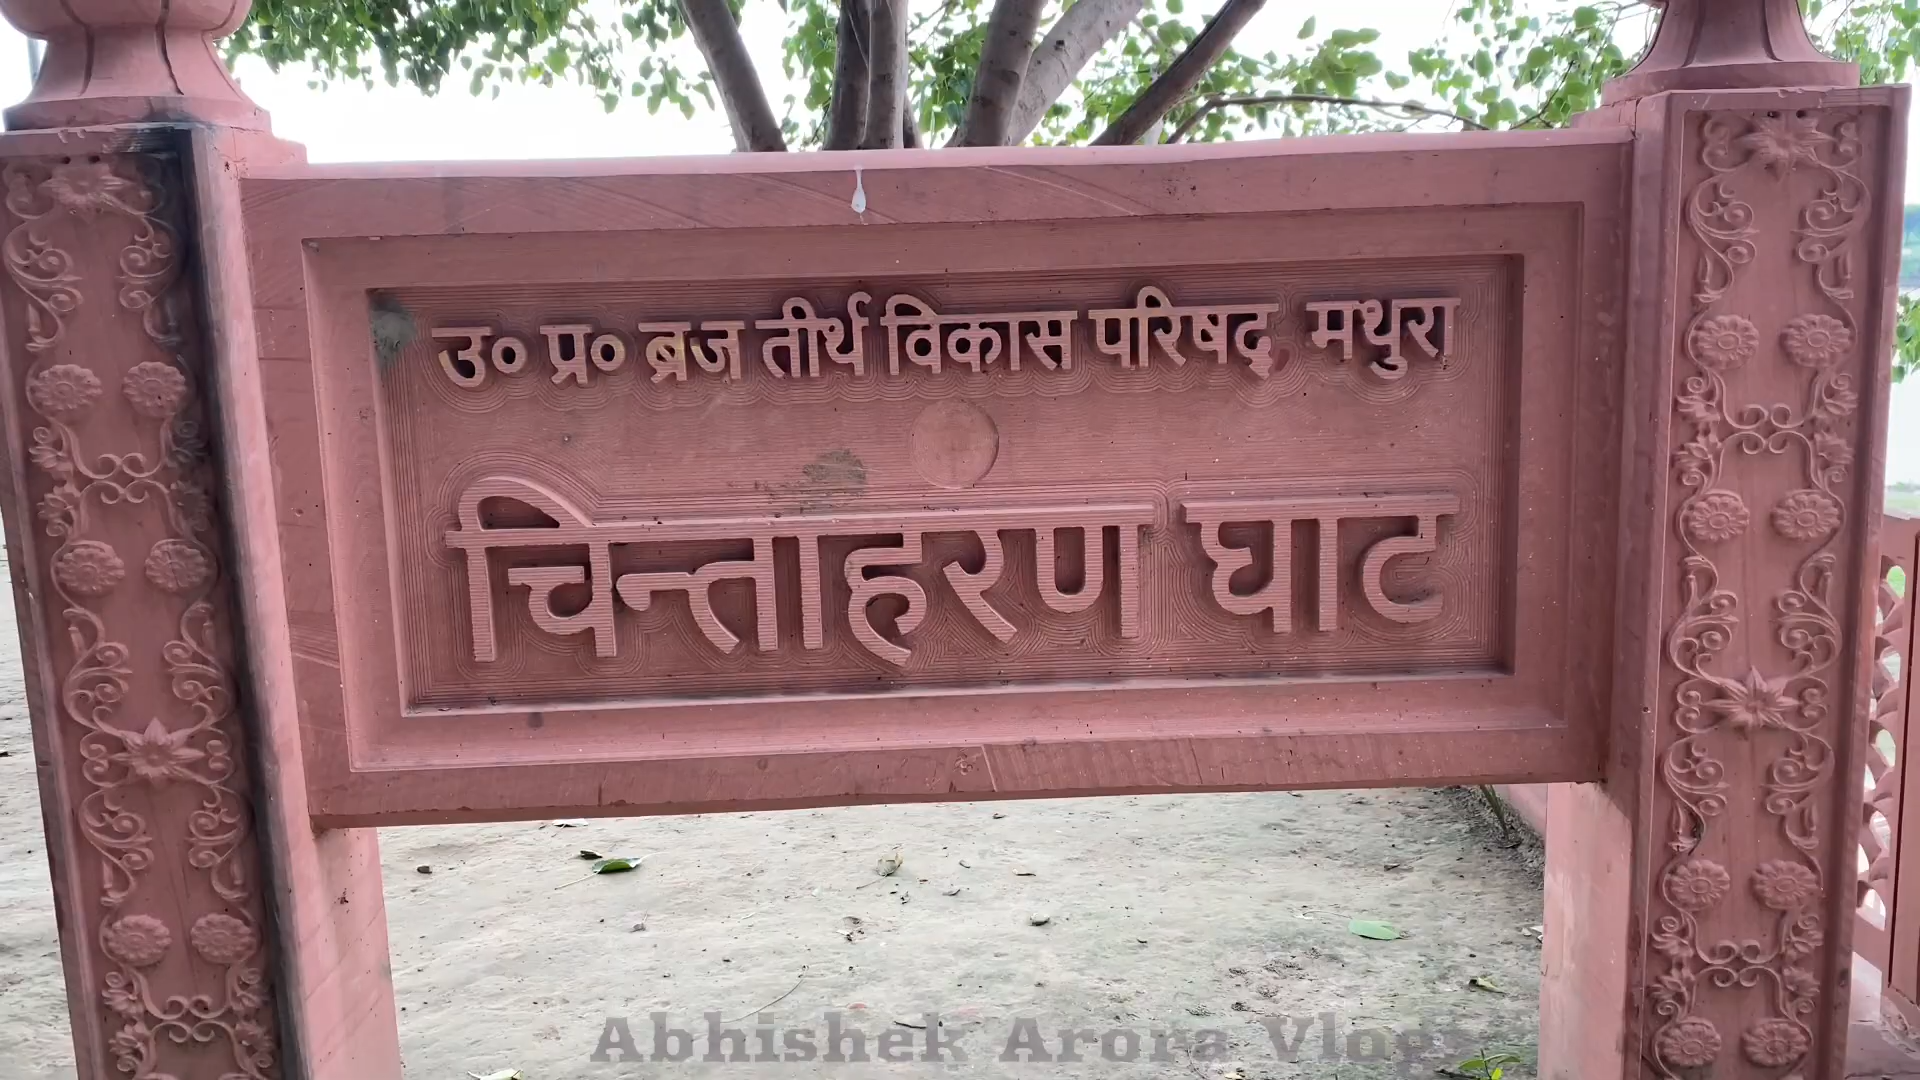 उ० प्र० ब्रज तीर्थ विकास परिषद्, मथुरा
चिन्ताहरण घाट
Abhishek Arora Vlogs